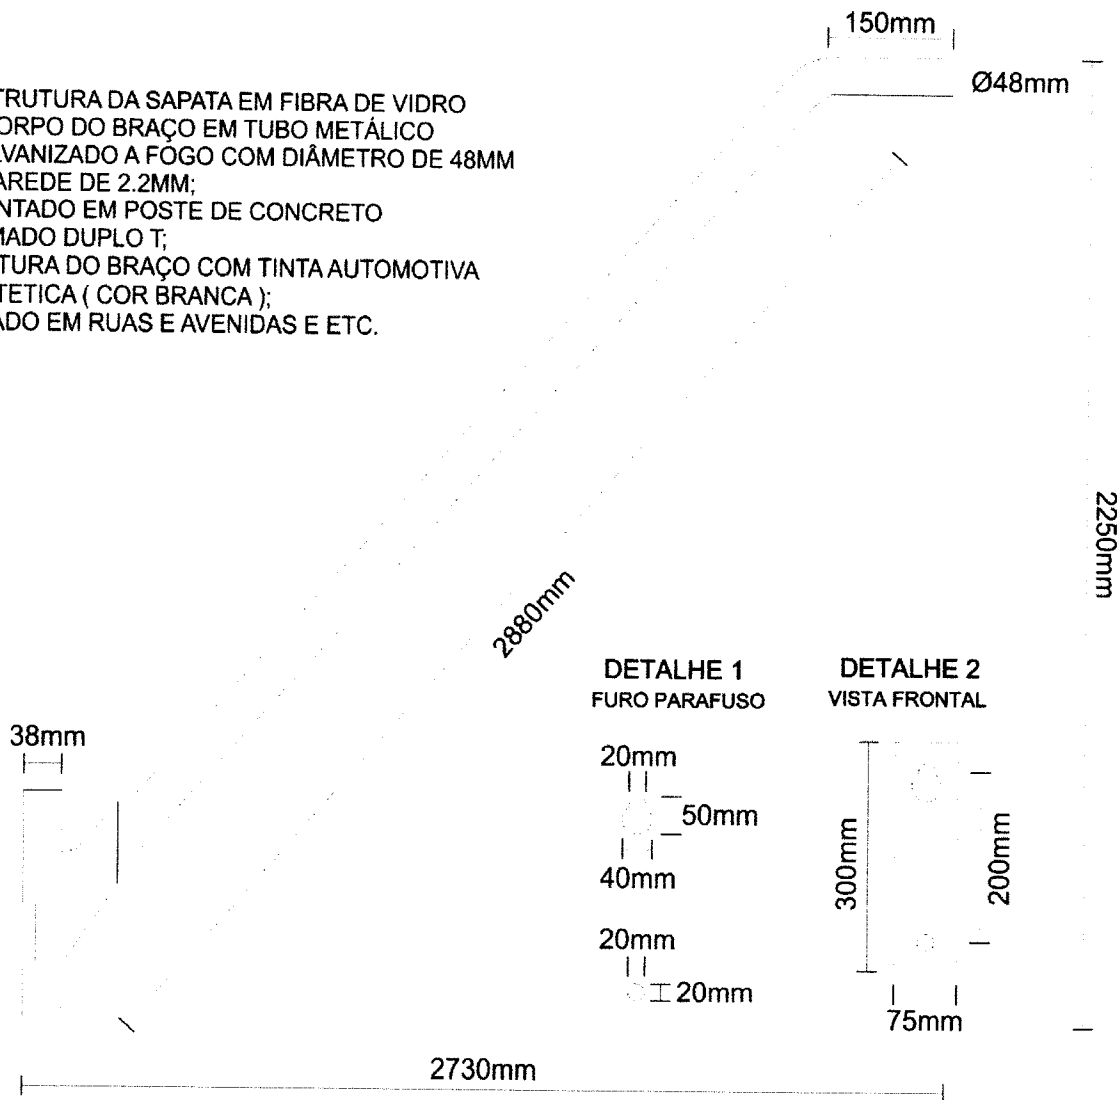 150mm
Ø48mm
TRUTURA DA SAPATA EM FIBRA DE VIDRO
ORPO DO BRAÇO EM TUBO METÁLICO
LVANIZADO A FOGO COM DIÂMETRO DE 48MM
AREDE DE 2.2MM;
NTADO EM POSTE DE CONCRETO
MADO DUPLO T;
TURA DO BRAÇO COM TINTA AUTOMOTIVA
TETICA ( COR BRANCA );
ADO EM RUAS E AVENIDAS E ETC.
2250mm
2880mm
DETALHE 1
FURO PARAFUSO
DETALHE 2
VISTA FRONTAL
38mm
20mm
50mm
40mm
20mm
20mm
300mm
200mm
75mm
2730mm